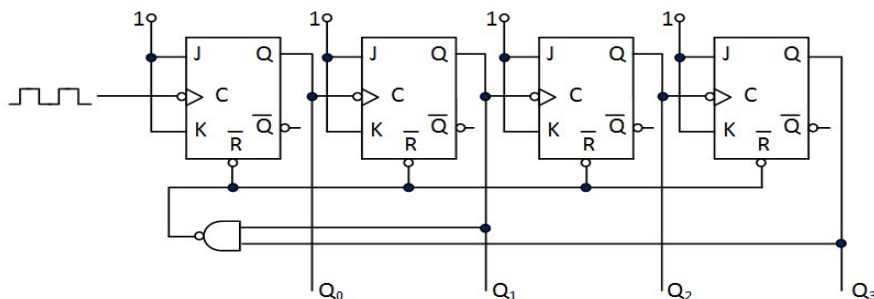 1 1 1 1
J Q J Q J Q J Q
C C C C
K Q̅ K Q̅ K Q̅ K Q̅
R̅ R̅ R̅ R̅
Q₀ Q₁ Q₂ Q₃